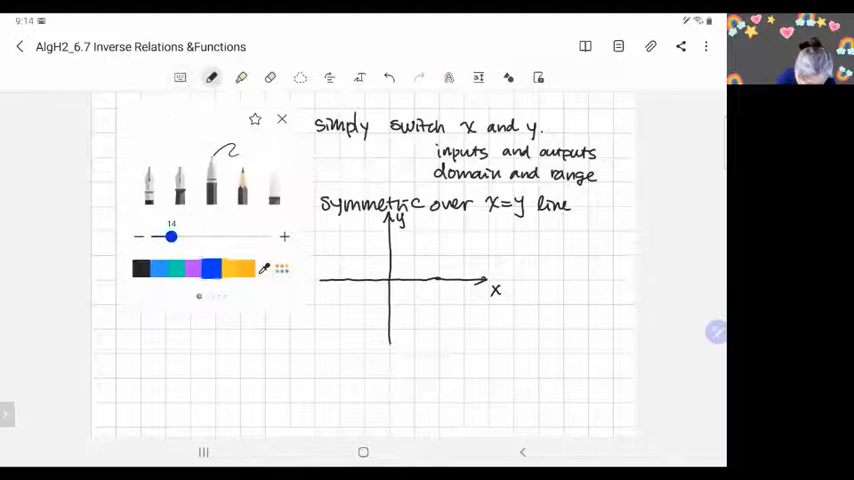 9:14
AlgH2_6.7 Inverse Relations &Functions
simply switch x and y.
inputs and outputs
domain and range
symmetric over x=y line
y
x
14